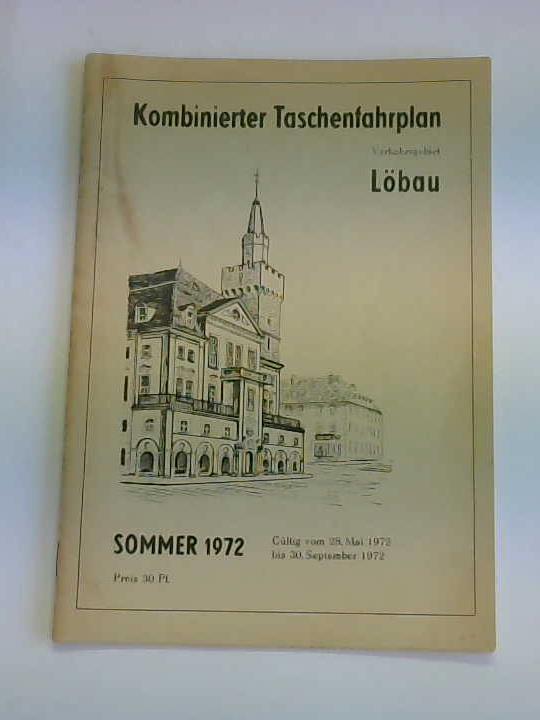 Kombinierter Taschenfahrplan
Verkehrsgebiet
Löbau
SOMMER 1972
Gültig vom 28. Mai 1972
bis 30. September 1972
Preis 30 Pf.